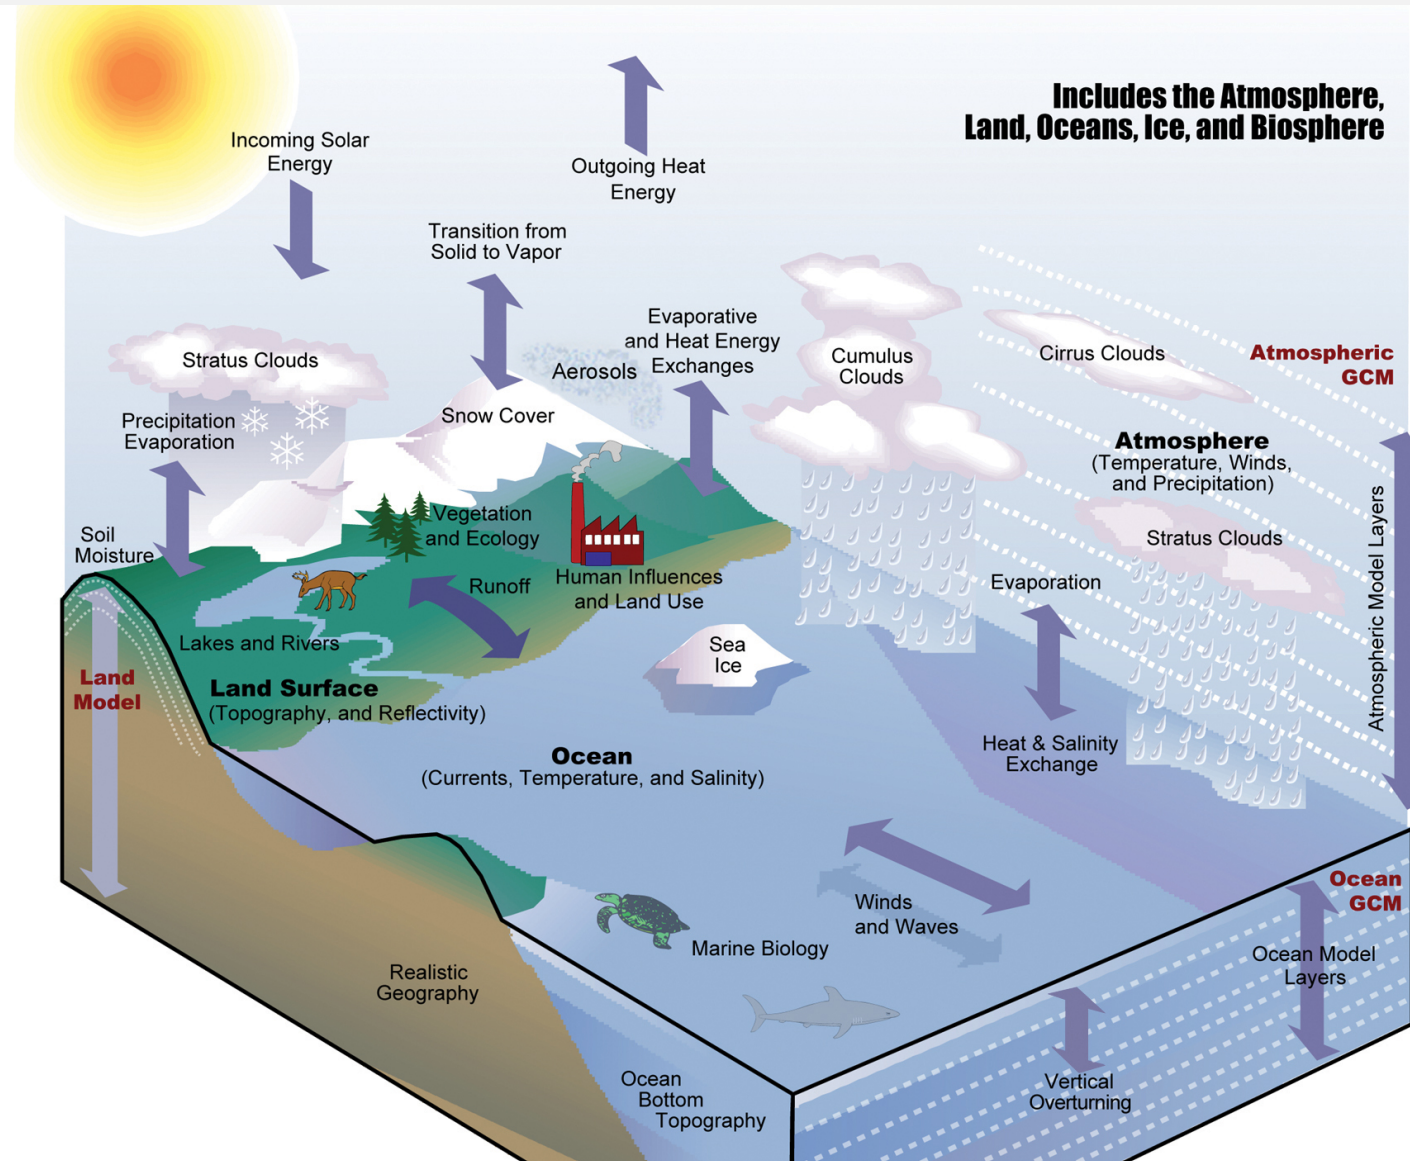 Includes the Atmosphere,
Land, Oceans, Ice, and Biosphere
Incoming Solar
Energy
Outgoing Heat
Energy
Transition from
Solid to Vapor
Evaporative
and Heat Energy
Exchanges
Stratus Clouds
Aerosols
Cumulus
Clouds
Cirrus Clouds
Atmospheric
GCM
Precipitation
Evaporation
Snow Cover
Atmosphere
(Temperature, Winds,
and Precipitation)
Atmospheric Model Layers
Soil
Moisture
Vegetation
and Ecology
Stratus Clouds
Runoff
Human Influences
and Land Use
Evaporation
Lakes and Rivers
Sea
Ice
Land
Model
Land Surface
(Topography, and Reflectivity)
Heat & Salinity
Exchange
Ocean
(Currents, Temperature, and Salinity)
Ocean
GCM
Winds
and Waves
Marine Biology
Ocean Model
Layers
Realistic
Geography
Vertical
Overturning
Ocean
Bottom
Topography